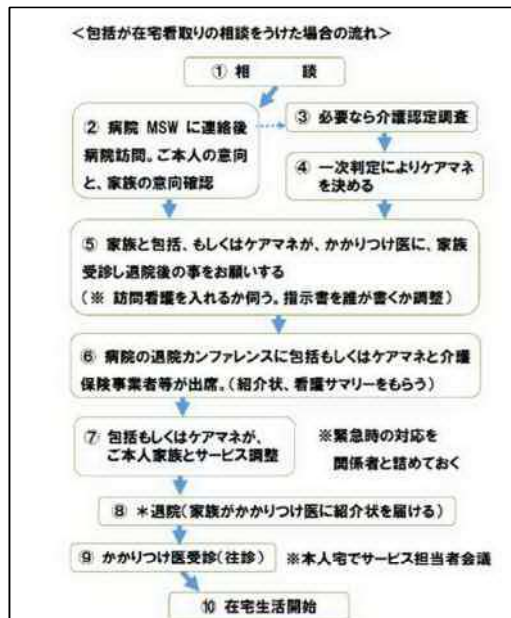 <包括が在宅看取りの相談をうけた場合の流れ>
① 相　　談
② 病院 MSW に連絡後
病院訪問。ご本人の意向
と、家族の意向確認
③ 必要なら介護認定調査
④ 一次判定によりケアマネ
を決める
⑤ 家族と包括、もしくはケアマネが、かかりつけ医に、家族
受診し退院後の事をお願いする
（※ 訪問看護を入れるか伺う。指示書を誰が書くか調整）
⑥ 病院の退院カンファレンスに包括もしくはケアマネと介護
保険事業者等が出席。（紹介状、看護サマリーをもらう）
⑦ 包括もしくはケアマネが、
ご本人家族とサービス調整
※緊急時の対応を
関係者と詰めておく
⑧ ＊退院（家族がかかりつけ医に紹介状を届ける）
⑨ かかりつけ医受診（往診）
※本人宅でサービス担当者会議
⑩ 在宅生活開始